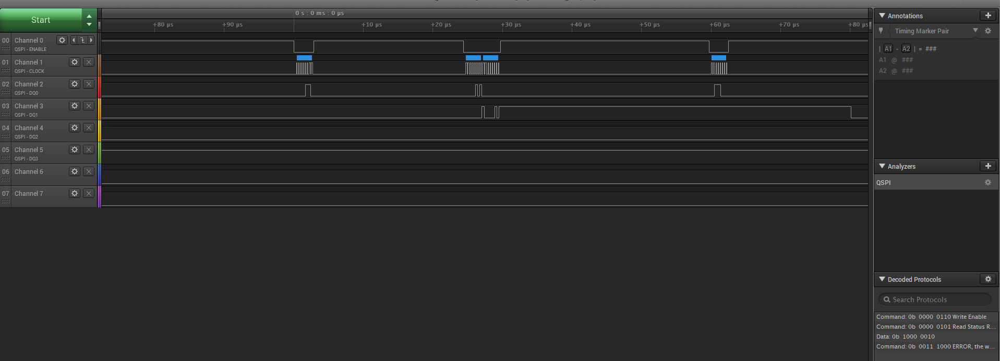 Start
0 s : 0 ms : 0 µs
+80 µs +90 µs +10 µs +20 µs +30 µs +40 µs +50 µs +60 µs +70 µs +80 µs
00 Channel 0
QSPI - ENABLE
01 Channel 1
QSPI - CLOCK
02 Channel 2
QSPI - DQ0
03 Channel 3
QSPI - DQ1
04 Channel 4
QSPI - DQ2
05 Channel 5
QSPI - DQ3
06 Channel 6
07 Channel 7
Annotations
Timing Marker Pair
| A1 - A2 | = ###
A1 @ ###
A2 @ ###
Analyzers
QSPI
Decoded Protocols
Search Protocols
Command: 0b 0000 0110 Write Enable
Command: 0b 0000 0101 Read Status R...
Data: 0b 1000 0010
Command: 0b 0011 1000 ERROR, the w...